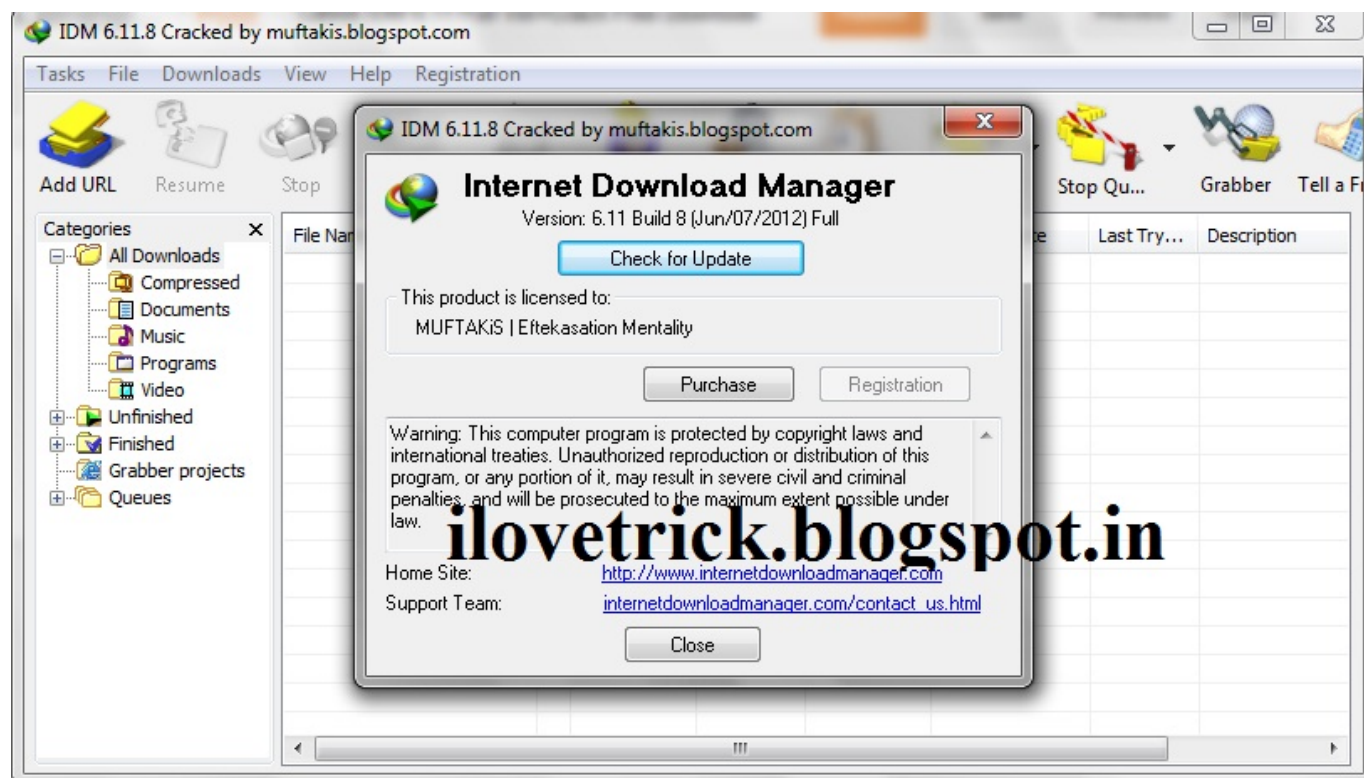 IDM 6.11.8 Cracked by muftakis.blogspot.com
Tasks File Downloads View Help Registration
Add URL Resume Stop Stop Qu... Grabber Tell a Fr
IDM 6.11.8 Cracked by muftakis.blogspot.com
Internet Download Manager
Version: 6.11 Build 8 (Jun/07/2012) Full
Check for Update
This product is licensed to:
MUFTAKiS | Eftekasation Mentality
Purchase Registration
Warning: This computer program is protected by copyright laws and
international treaties. Unauthorized reproduction or distribution of this
program, or any portion of it, may result in severe civil and criminal
penalties, and will be prosecuted to the maximum extent possible under
law.
ilovetrick.blogspot.in
Home Site: http://www.internetdownloadmanager.com
Support Team: internetdownloadmanager.com/contact_us.html
Close
Categories
All Downloads
Compressed
Documents
Music
Programs
Video
Unfinished
Finished
Grabber projects
Queues
File Nam Last Try... Description